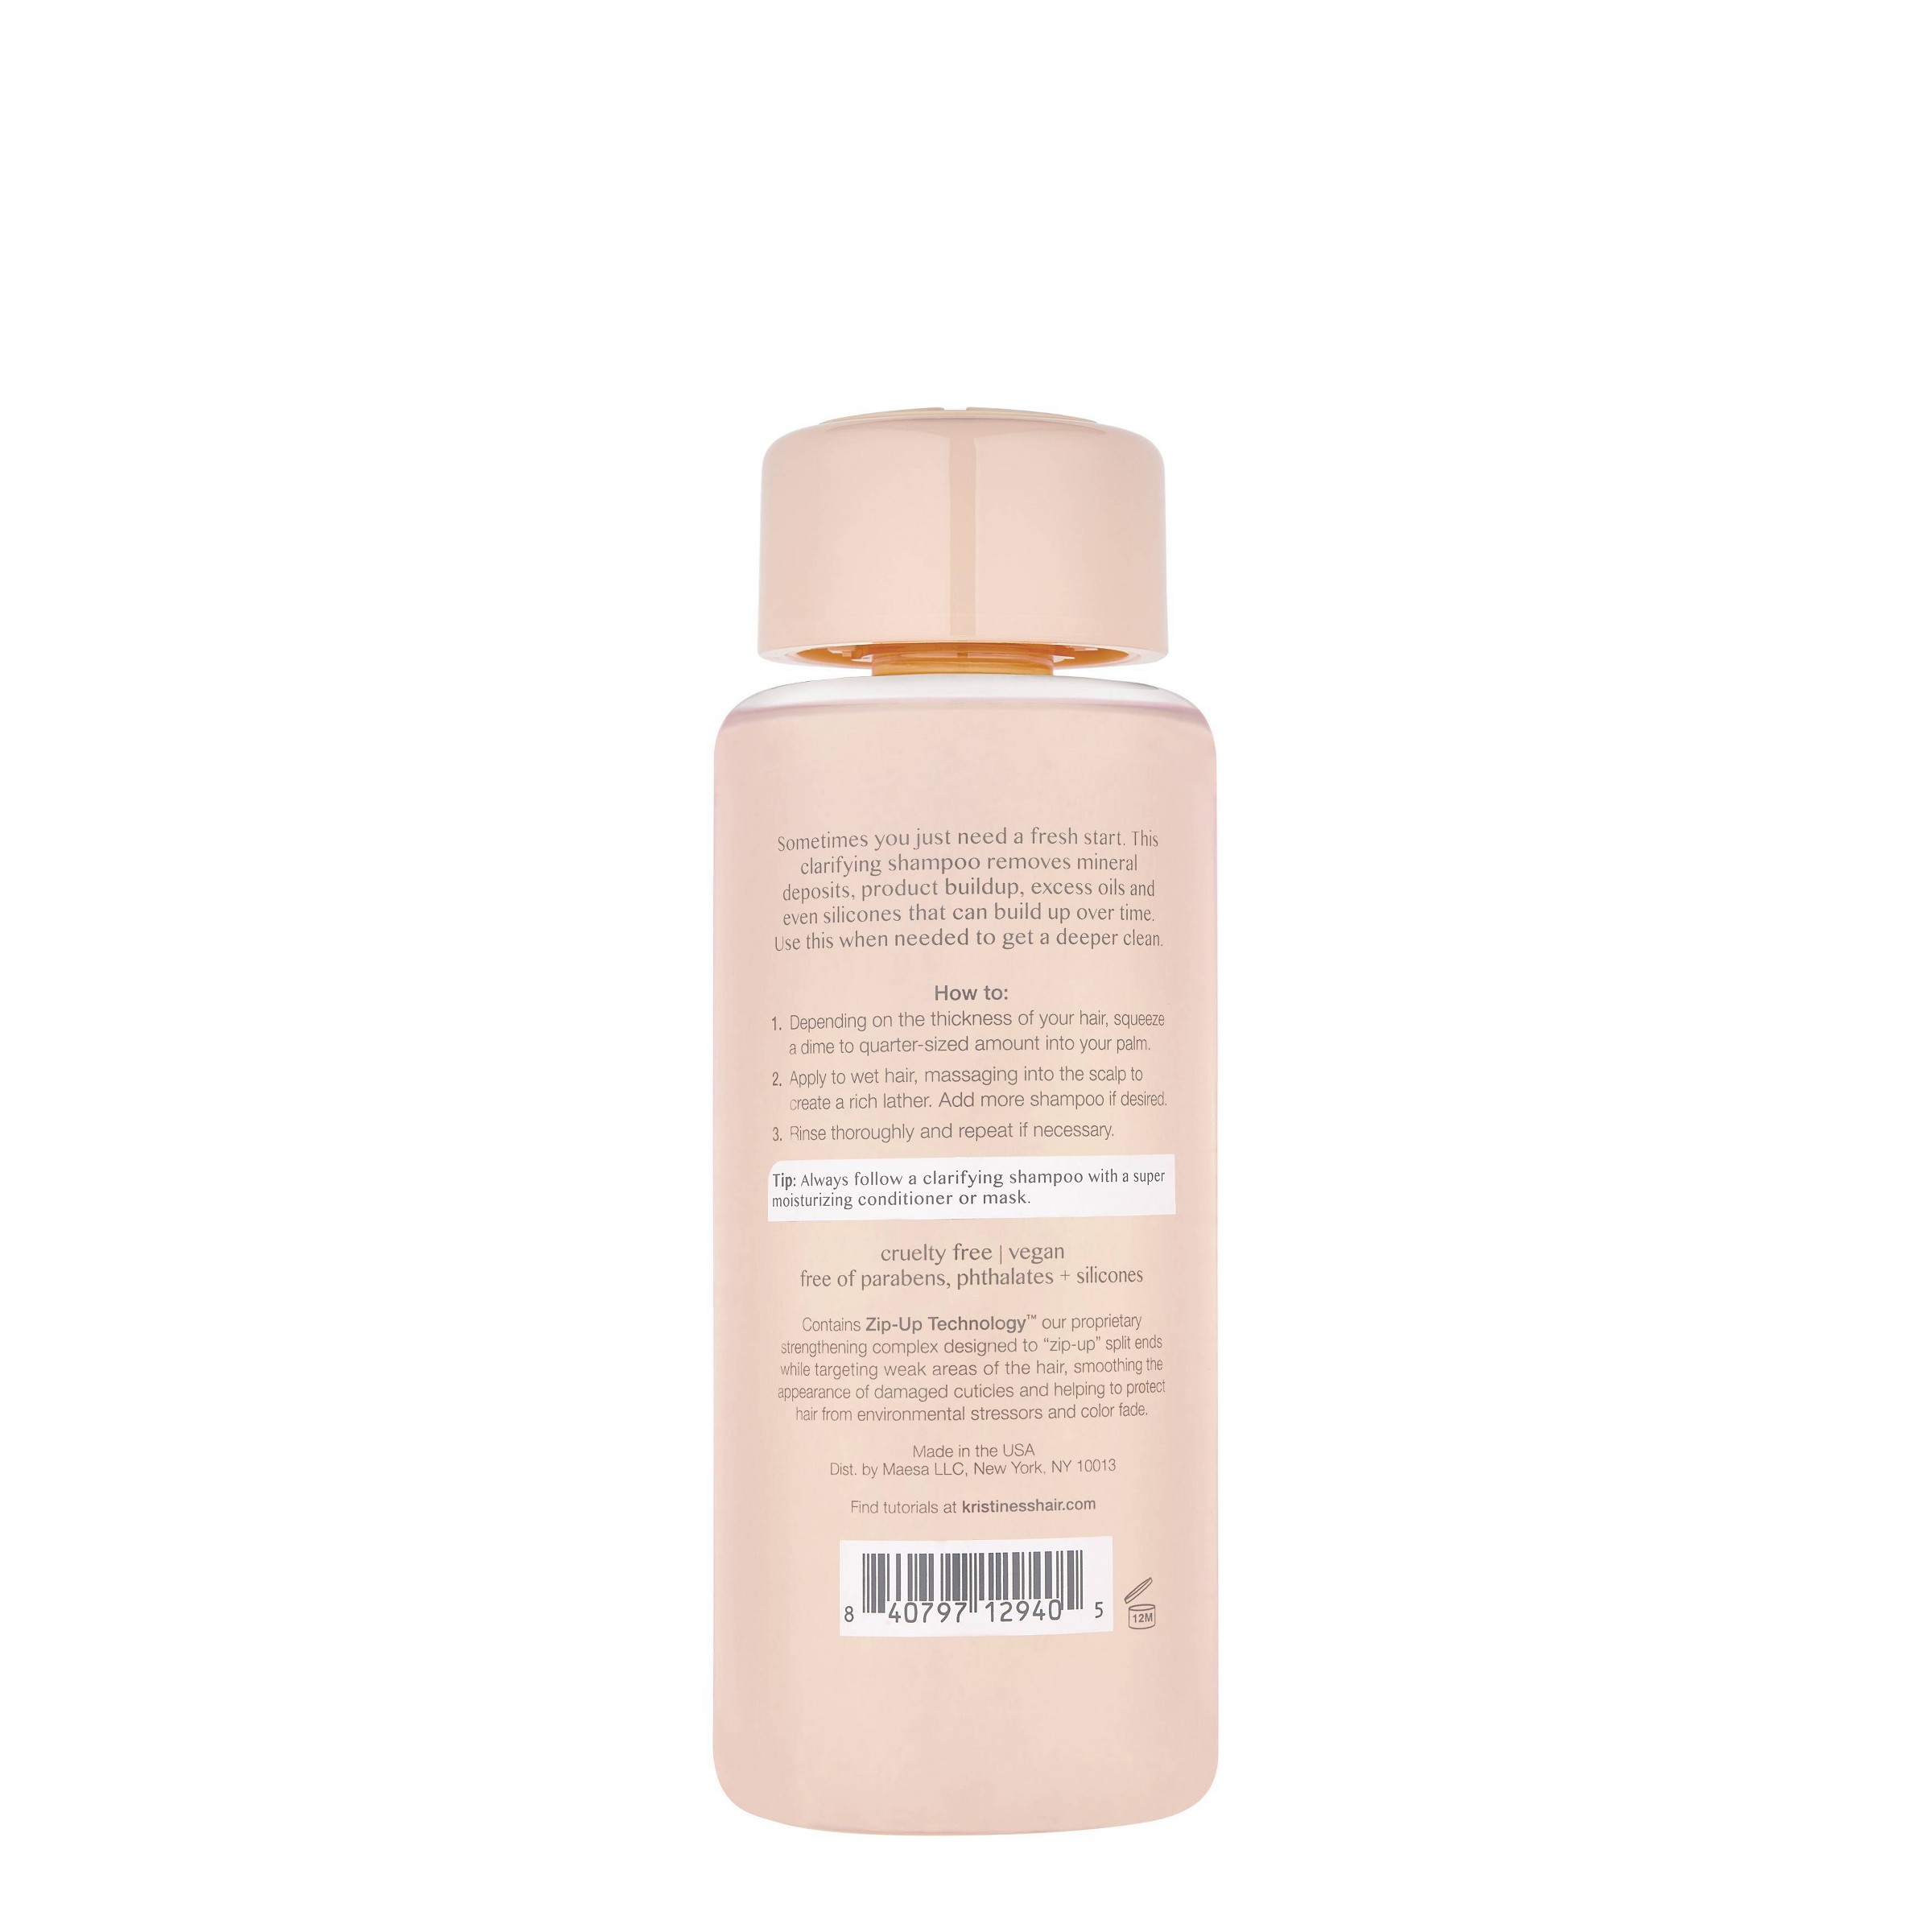 Sometimes you just need a fresh start. This
clarifying shampoo removes mineral
deposits, product buildup, excess oils and
even silicones that can build up over time.
Use this when needed to get a deeper clean.
How to:
1. Depending on the thickness of your hair, squeeze
a dime to quarter-sized amount into your palm.
2. Apply to wet hair, massaging into the scalp to
create a rich lather. Add more shampoo if desired.
3. Rinse thoroughly and repeat if necessary.
Tip: Always follow a clarifying shampoo with a super
moisturizing conditioner or mask.
cruelty free | vegan
free of parabens, phthalates + silicones
Contains Zip-Up Technology™ our proprietary
strengthening complex designed to “zip-up” split ends
while targeting weak areas of the hair, smoothing the
appearance of damaged cuticles and helping to protect
hair from environmental stressors and color fade.
Made in the USA
Dist. by Maesa LLC, New York, NY 10013
Find tutorials at kristinesshair.com
8 40797 12940 5
12M